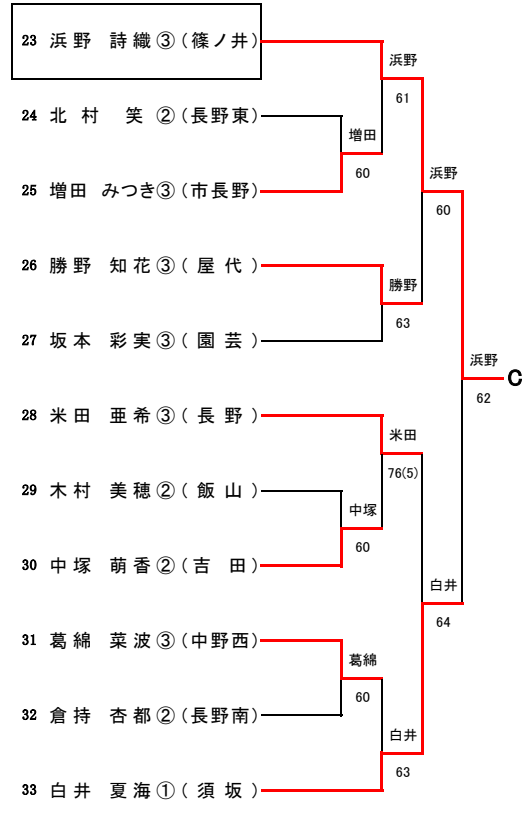 23 浜野 詩織③(篠ノ井)
浜野
61
24 北村 笑②(長野東)
増田
60
25 増田 みつき③(市長野)
浜野
60
26 勝野 知花③(屋代)
勝野
63
27 坂本 彩実③(園芸)
浜野
C
62
28 米田 亜希③(長野)
米田
76(5)
29 木村 美穂②(飯山)
中塚
60
30 中塚 萌香②(吉田)
白井
64
31 葛綿 菜波③(中野西)
葛綿
60
32 倉持 杏都②(長野南)
白井
63
33 白井 夏海①(須坂)